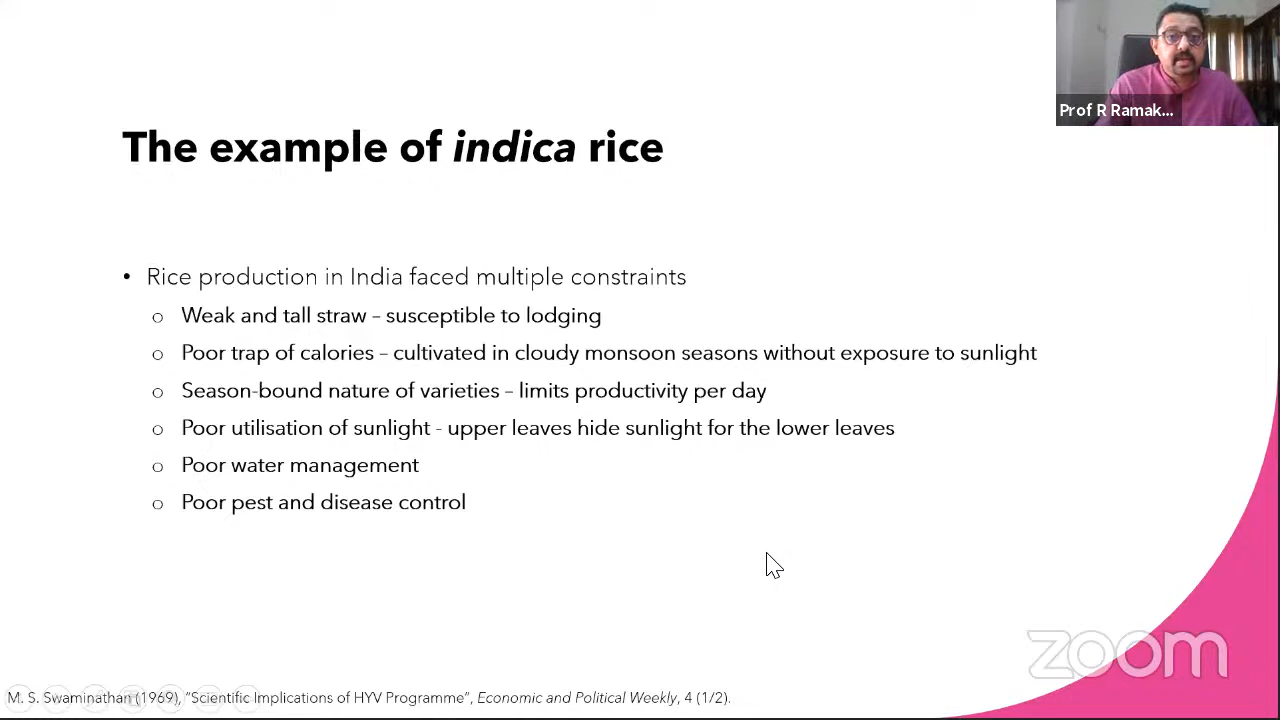 Prof R Ramak...
The example of indica rice
• Rice production in India faced multiple constraints
o Weak and tall straw – susceptible to lodging
o Poor trap of calories – cultivated in cloudy monsoon seasons without exposure to sunlight
o Season-bound nature of varieties – limits productivity per day
o Poor utilisation of sunlight - upper leaves hide sunlight for the lower leaves
o Poor water management
o Poor pest and disease control
zoom
M. S. Swaminathan (1969), "Scientific Implications of HYV Programme", Economic and Political Weekly, 4 (1/2).